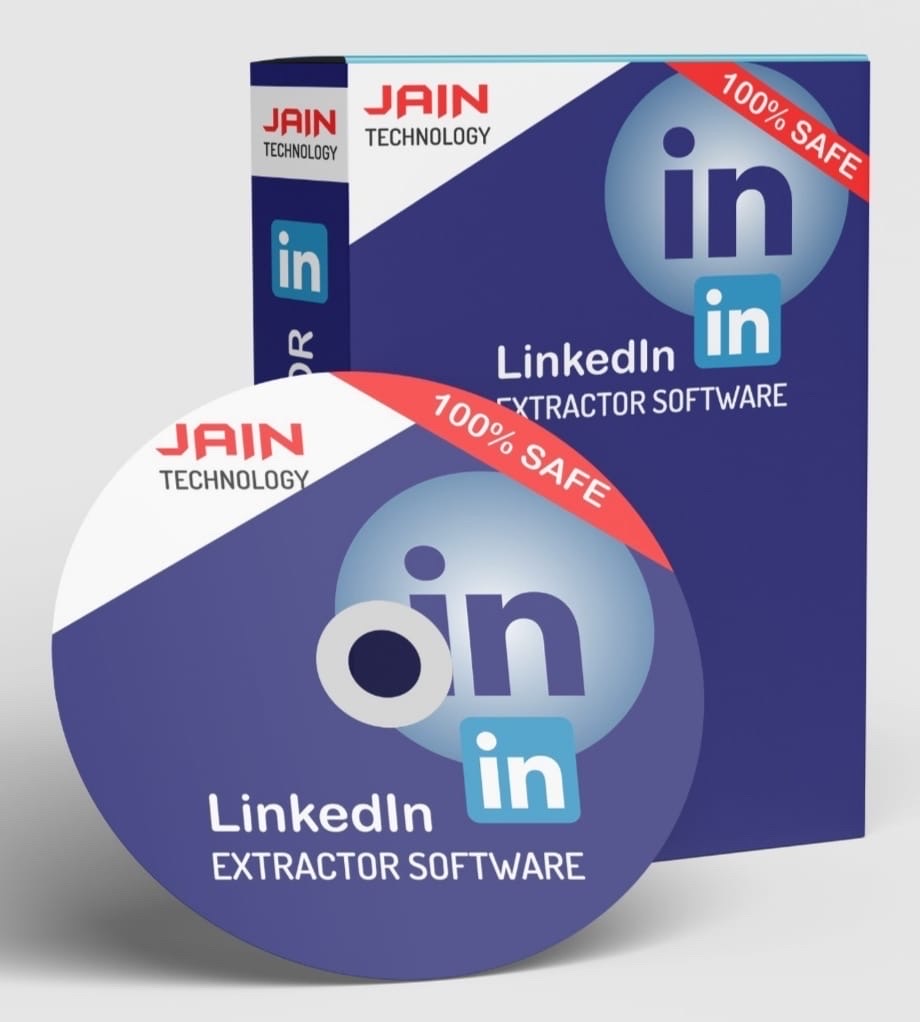 JAIN
TECHNOLOGY
in
JAIN
TECHNOLOGY
100% SAFE
in
in
LinkedIn
EXTRACTOR SOFTWARE
JAIN
TECHNOLOGY
100% SAFE
in
in
LinkedIn
EXTRACTOR SOFTWARE